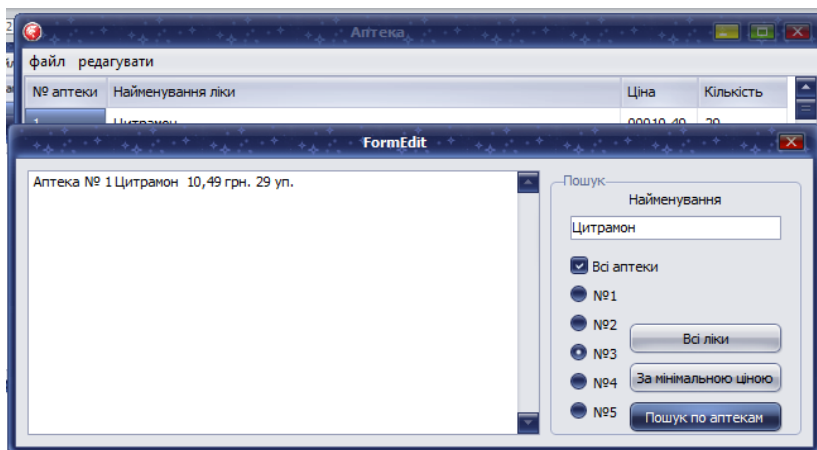 Аптека
файл редагувати
№ аптеки Найменування ліки Ціна Кількість
FormEdit
Аптека № 1 Цитрамон 10,49 грн. 29 уп.
Пошук
Найменування
Цитрамон
Всі аптеки
№1
№2
Всі ліки
№3
За мінімальною ціною
№4
№5
Пошук по аптекам